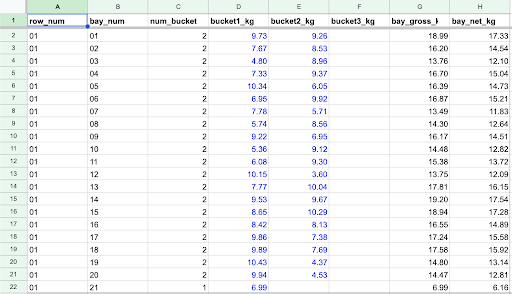 A B C D E F G H
1 row_num bay_num num_bucket bucket1_kg bucket2_kg bucket3_kg bay_gross_k bay_net_kg
2 01 01 2 9.73 9.26 18.99 17.33
3 01 02 2 7.67 8.53 16.20 14.54
4 01 03 2 4.80 8.96 13.76 12.10
5 01 04 2 7.33 9.37 16.70 15.04
6 01 05 2 10.34 6.05 16.39 14.73
7 01 06 2 6.95 9.92 16.87 15.21
8 01 07 2 7.78 5.71 13.49 11.83
9 01 08 2 5.74 8.56 14.30 12.64
10 01 09 2 9.22 6.95 16.17 14.51
11 01 10 2 5.36 9.12 14.48 12.82
12 01 11 2 6.08 9.30 15.38 13.72
13 01 12 2 10.15 3.60 13.75 12.09
14 01 13 2 7.77 10.04 17.81 16.15
15 01 14 2 9.53 9.67 19.20 17.54
16 01 15 2 8.65 10.29 18.94 17.28
17 01 16 2 8.42 8.13 16.55 14.89
18 01 17 2 9.86 7.38 17.24 15.58
19 01 18 2 9.89 7.69 17.58 15.92
20 01 19 2 10.43 4.37 14.80 13.14
21 01 20 2 9.94 4.53 14.47 12.81
22 01 21 1 6.99 6.99 6.16